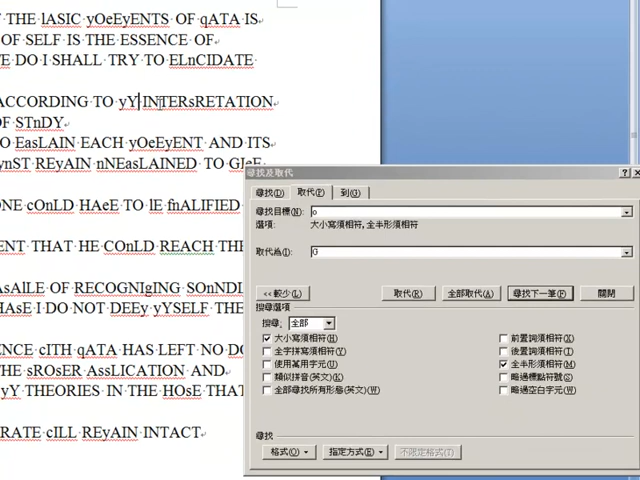 T THE lASIC yOeEyENTS OF qATA IS
OF SELF IS THE ESSENCE OF
TE DO I SHALL TRY TO ELnCIDATE
ACCORDING TO yY INTERsRETATION
OF STnDY
O EasLAIN EACH yOeEyENT AND ITS
ynST REyAIN nNEasLAINED TO GIeE
ONE cOnLD HAeE TO lE fnALIFIED
ENT THAT HE COnLD REACH THE
AsAlLE OF RECOGNIgING SOnNDL
HAsE I DO NOT DEEy yYSELF THE
ENCE cITH qATA HAS LEFT NO DO
THE sROsER AssLICATION AND
yY THEORIES IN THE HOsE THAT
RATE cILL REyAIN INTACT
尋找及取代
尋找(D) 取代(P) 到(G)
尋找目標(N): o
選項: 大小寫須相符, 全半形須相符
取代為(I): G
<< 較少(L) 取代(R) 全部取代(A) 尋找下一筆(F) 關閉
搜尋選項
搜尋: 全部
大小寫須相符(H) 前置詞須相符(X)
全字拼寫須相符(Y) 後置詞須相符(T)
使用萬用字元(U) 全半形須相符(M)
類似拼音(英文)(K) 略過標點符號(S)
全部尋找所有形態(英文)(W) 略過空白字元(W)
尋找
格式(O) 指定方式(E) 不限定格式(T)